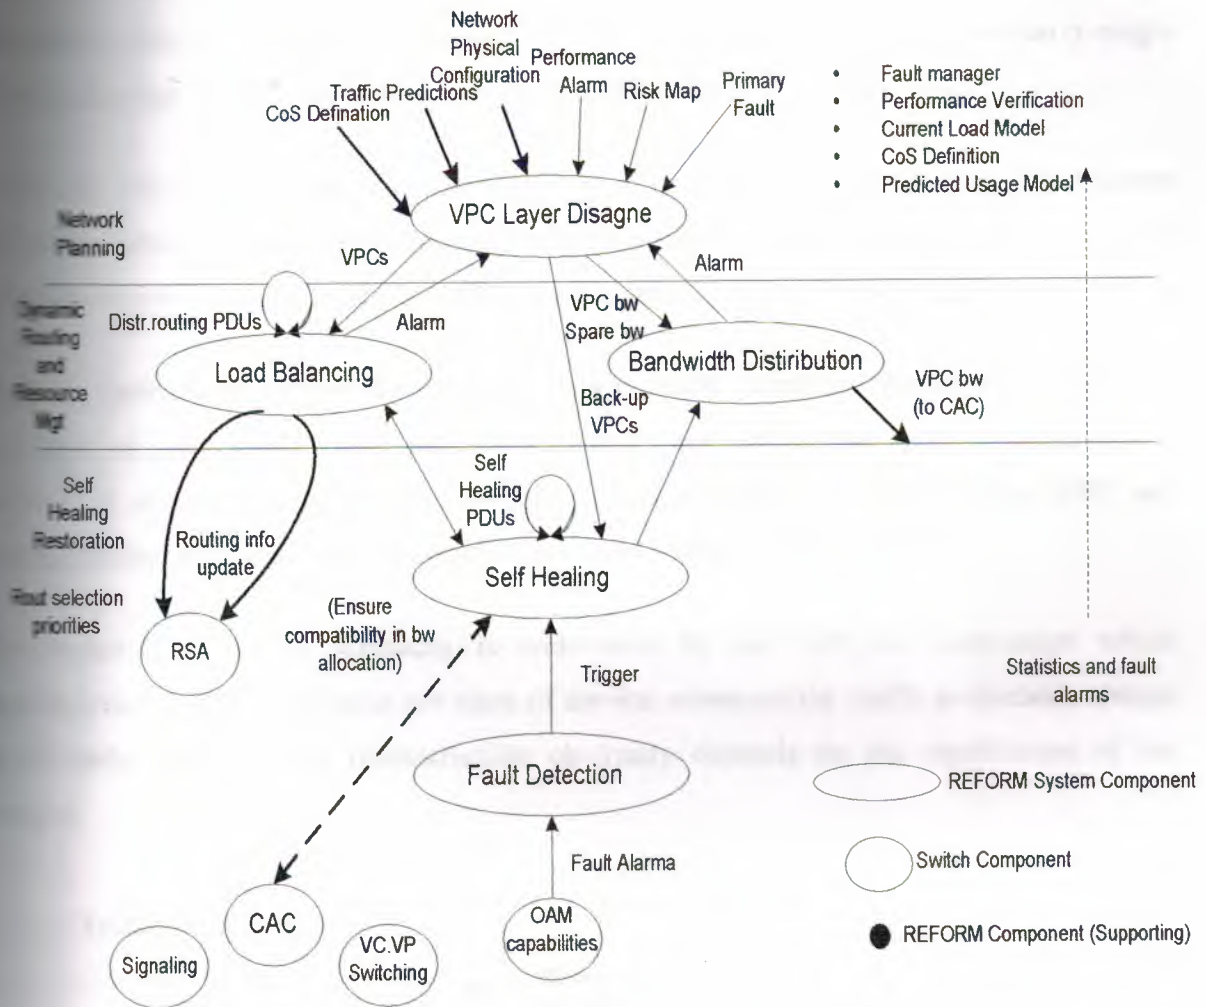 Network
Physical
Configuration
Performance
Alarm
Traffic Predictions
CoS Defination
Risk Map
Primary
Fault
• Fault manager
• Performance Verification
• Current Load Model
• CoS Definition
• Predicted Usage Model
VPC Layer Disagne
Network
Planning
VPCs
Alarm
Dynamic
Routing
and
Resource
Mgt
Distr.routing PDUs
Alarm
VPC bw
Spare bw
Load Balancing
Bandwidth Distiribution
VPC bw
(to CAC)
Back-up
VPCs
Self
Healing
Restoration
Self
Healing
PDUs
Routing info
update
Self Healing
Rout selection
priorities
RSA
(Ensure
compatibility in bw
allocation)
Trigger
Statistics and fault
alarms
Fault Detection
REFORM System Component
Fault Alarma
Switch Component
CAC
OAM
capabilities
VC.VP
Switching
Signaling
REFORM Component (Supporting)